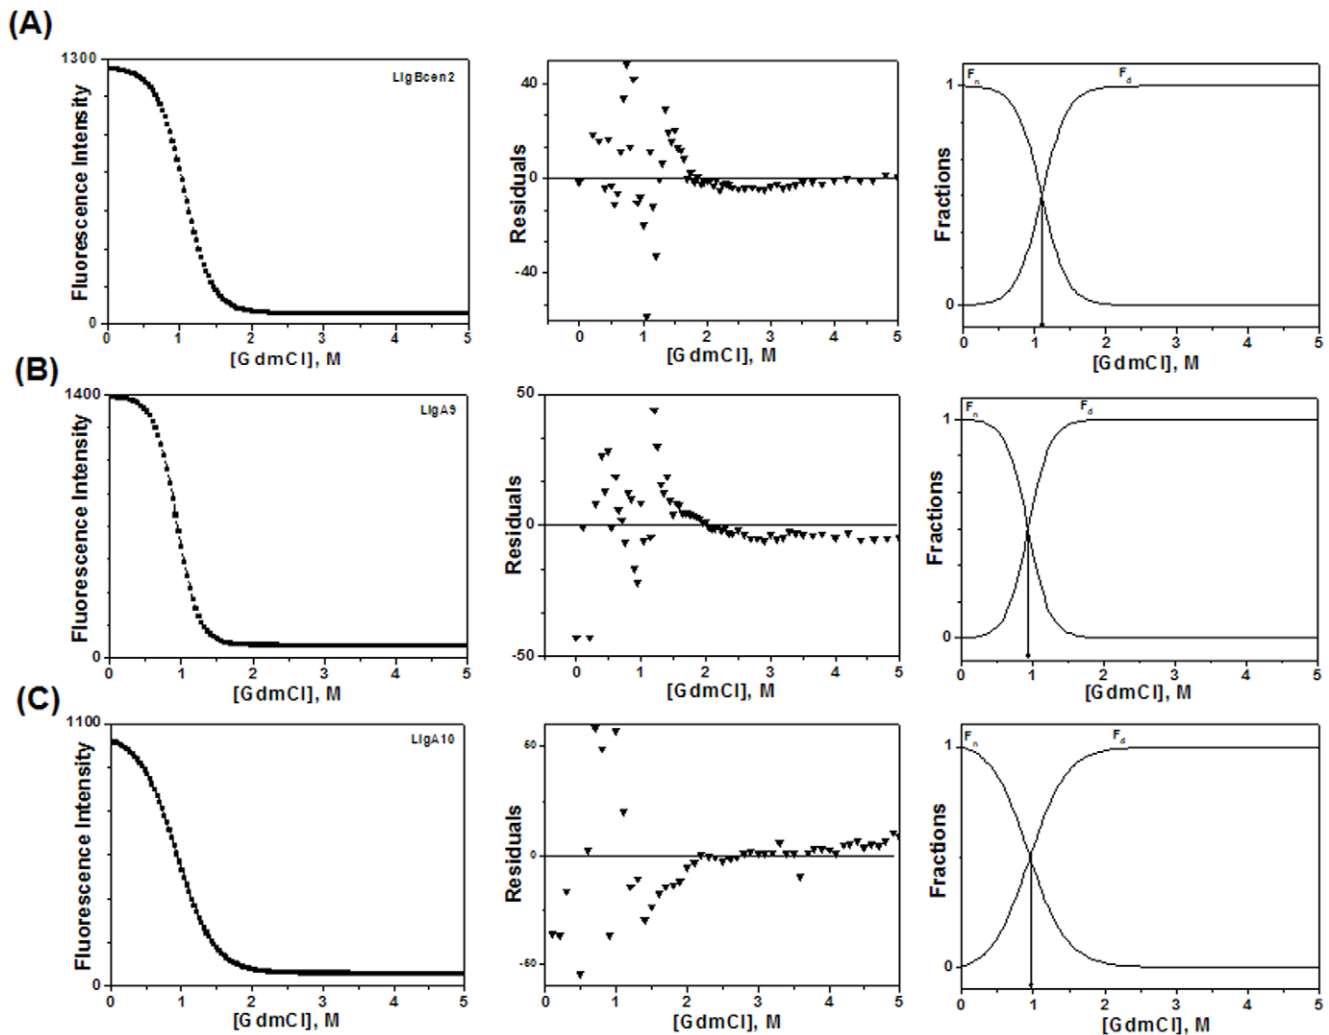 (A)
1300
0
Fluorescence Intensity
LigBcen2
0 1 2 3 4 5
[GdmCl], M
40
0
-40
Residuals
0 1 2 3 4 5
[GdmCl], M
1
0
Fractions
Fn
Fd
0 1 2 3 4 5
[GdmCl], M
(B)
1400
0
Fluorescence Intensity
LigA9
0 1 2 3 4 5
[GdmCl], M
50
0
-50
Residuals
0 1 2 3 4 5
[GdmCl], M
1
1
Fractions
Fn
Fd
0 1 2 3 4 5
[GdmCl], M
(C)
1100
0
Fluorescence Intensity
LigA10
0 1 2 3 4 5
[GdmCl], M
60
0
-60
Residuals
0 1 2 3 4 5
[GdmCl], M
1
0
Fractions
Fn
Fd
0 1 2 3 4 5
[GdmCl], M